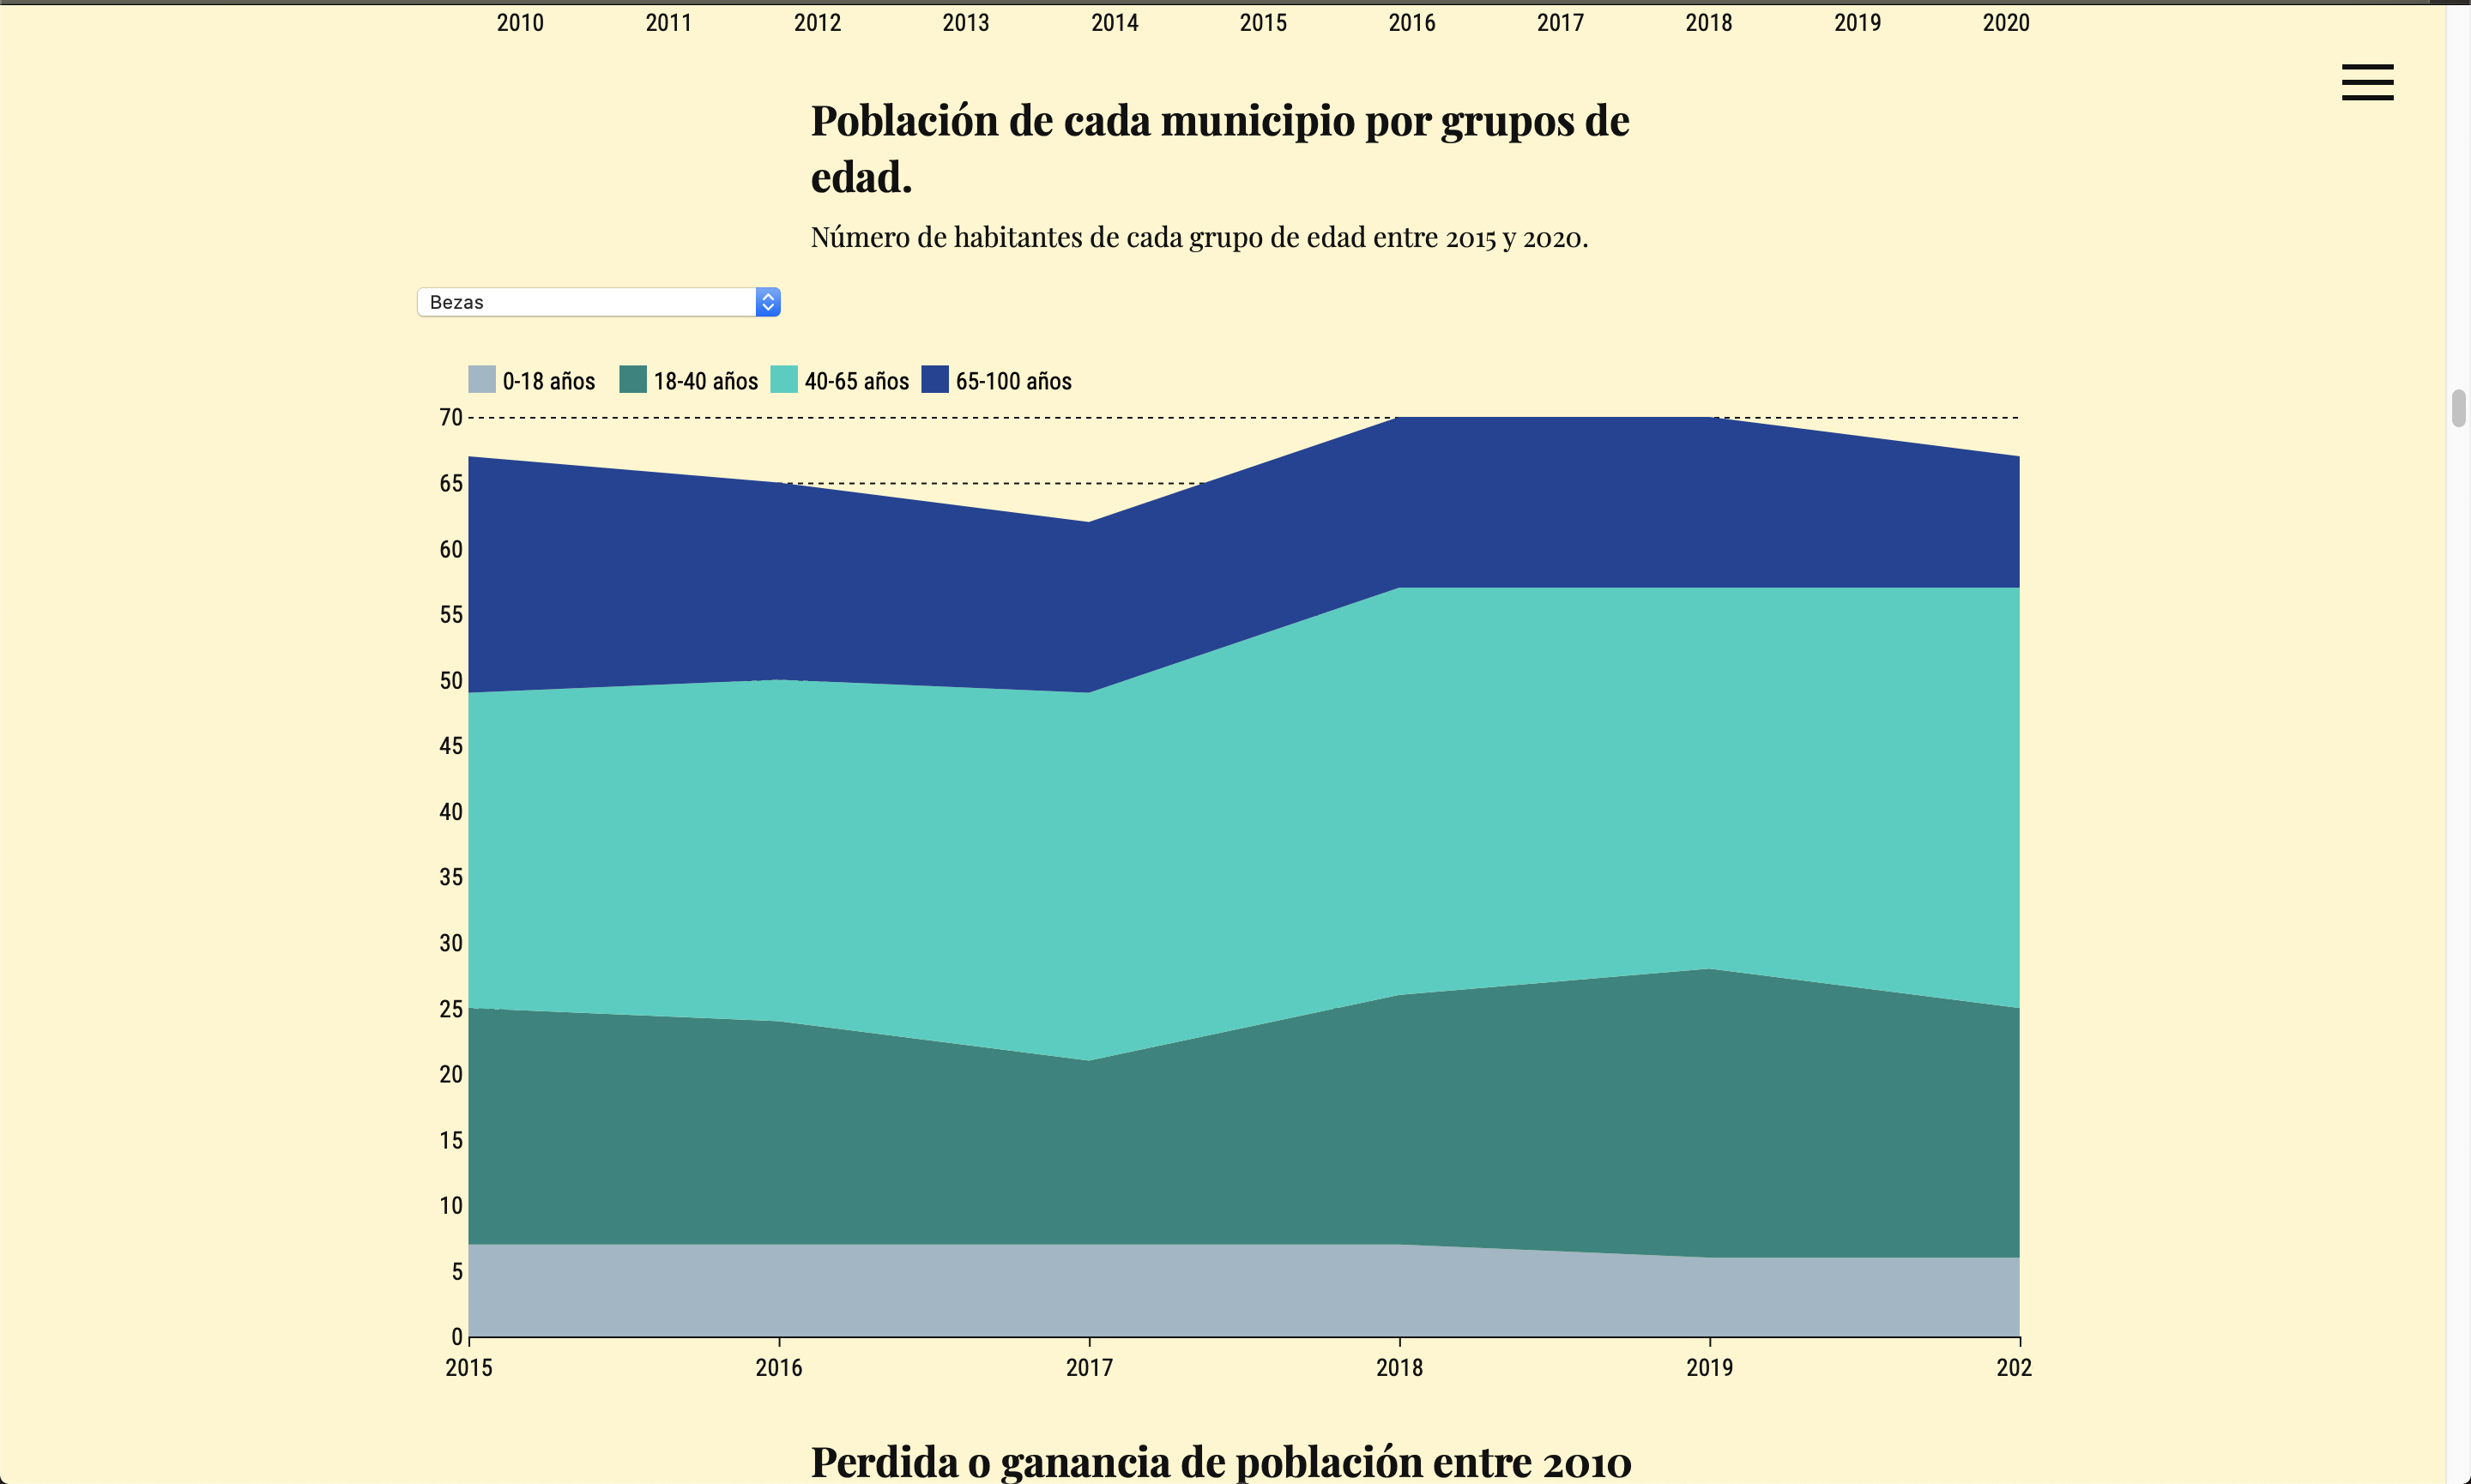 2010 2011 2012 2013 2014 2015 2016 2017 2018 2019 2020
Población de cada municipio por grupos de
edad.
Número de habitantes de cada grupo de edad entre 2015 y 2020.
Bezas
0-18 años 18-40 años 40-65 años 65-100 años
70
65
60
55
50
45
40
35
30
25
20
15
10
5
0
2015 2016 2017 2018 2019 202
Perdida o ganancia de población entre 2010